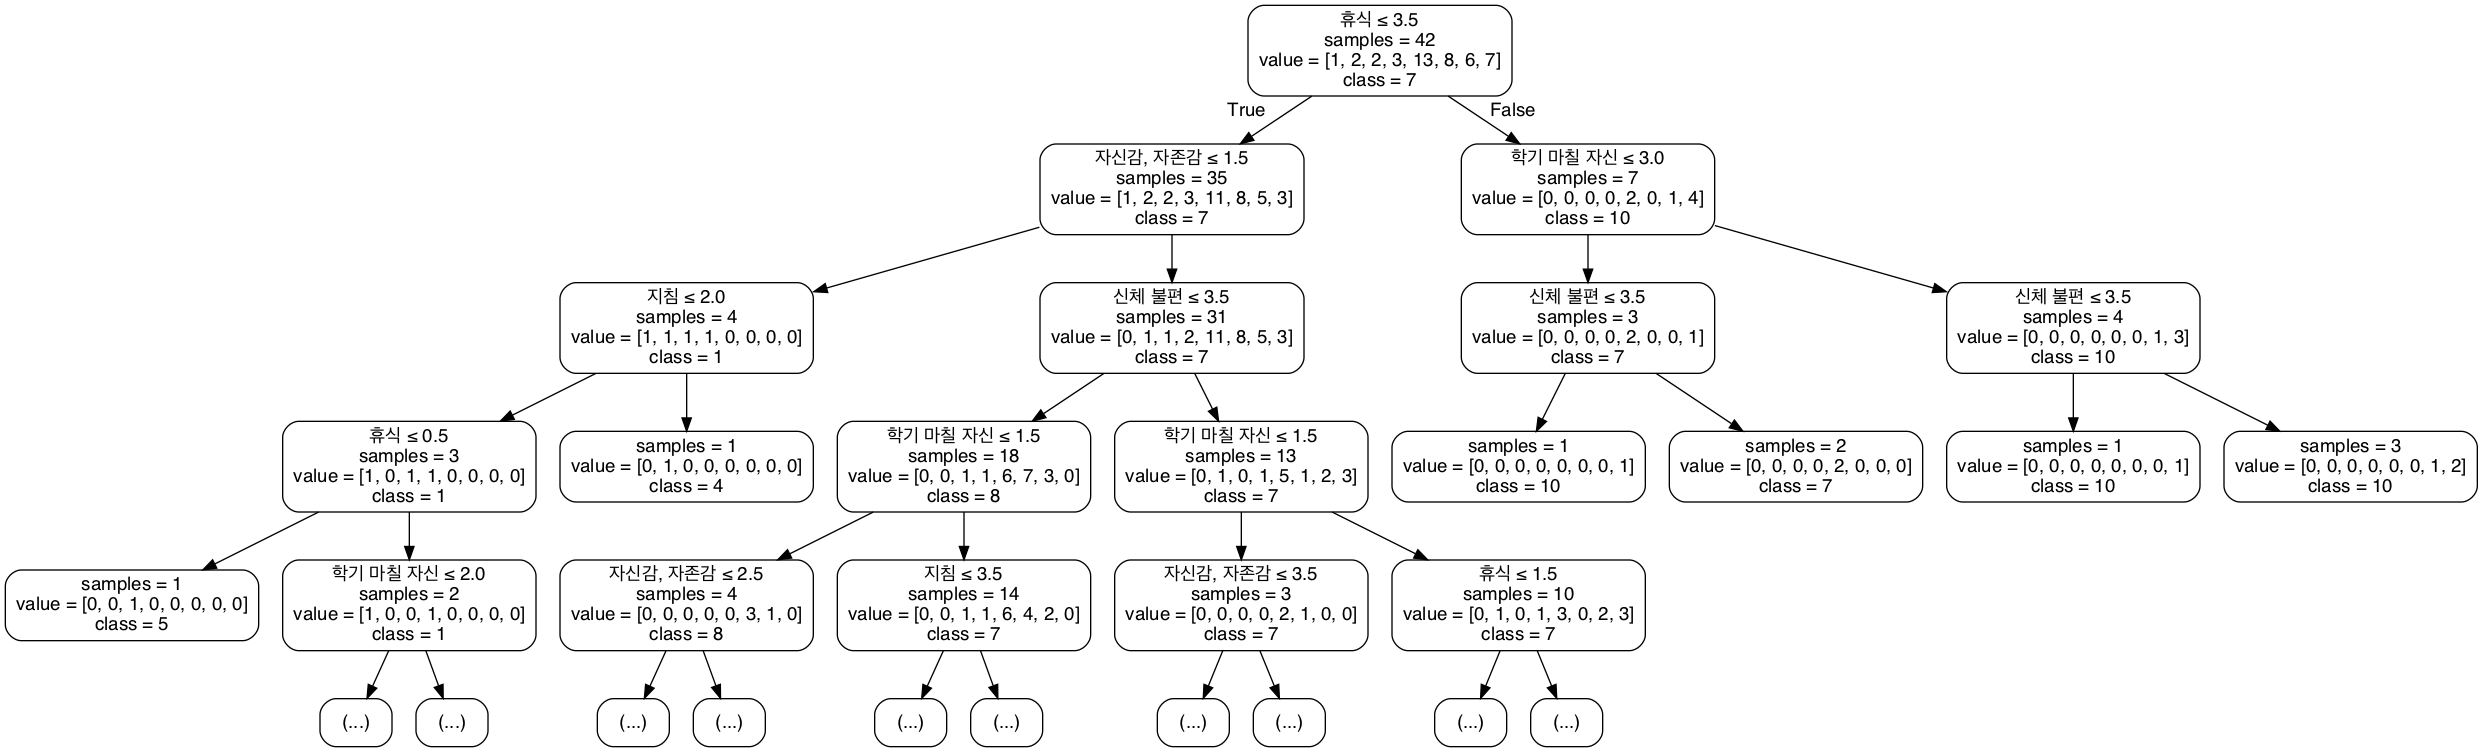 휴식 ≤ 3.5
samples = 42
value = [1, 2, 2, 3, 13, 8, 6, 7]
class = 7
True
False
자신감, 자존감 ≤ 1.5
samples = 35
value = [1, 2, 2, 3, 11, 8, 5, 3]
class = 7
학기 마칠 자신 ≤ 3.0
samples = 7
value = [0, 0, 0, 0, 2, 0, 1, 4]
class = 10
지침 ≤ 2.0
samples = 4
value = [1, 1, 1, 1, 0, 0, 0, 0]
class = 1
신체 불편 ≤ 3.5
samples = 31
value = [0, 1, 1, 2, 11, 8, 5, 3]
class = 7
신체 불편 ≤ 3.5
samples = 3
value = [0, 0, 0, 0, 2, 0, 0, 1]
class = 7
신체 불편 ≤ 3.5
samples = 4
value = [0, 0, 0, 0, 0, 0, 1, 3]
class = 10
휴식 ≤ 0.5
samples = 3
value = [1, 0, 1, 1, 0, 0, 0, 0]
class = 1
samples = 1
value = [0, 1, 0, 0, 0, 0, 0, 0]
class = 4
학기 마칠 자신 ≤ 1.5
samples = 18
value = [0, 0, 1, 1, 6, 7, 3, 0]
class = 8
학기 마칠 자신 ≤ 1.5
samples = 13
value = [0, 1, 0, 1, 5, 1, 2, 3]
class = 7
samples = 1
value = [0, 0, 0, 0, 0, 0, 0, 1]
class = 10
samples = 2
value = [0, 0, 0, 0, 2, 0, 0, 0]
class = 7
samples = 1
value = [0, 0, 0, 0, 0, 0, 0, 1]
class = 10
samples = 3
value = [0, 0, 0, 0, 0, 0, 1, 2]
class = 10
samples = 1
value = [0, 0, 1, 0, 0, 0, 0, 0]
class = 5
학기 마칠 자신 ≤ 2.0
samples = 2
value = [1, 0, 0, 1, 0, 0, 0, 0]
class = 1
자신감, 자존감 ≤ 2.5
samples = 4
value = [0, 0, 0, 0, 0, 3, 1, 0]
class = 8
지침 ≤ 3.5
samples = 14
value = [0, 0, 1, 1, 6, 4, 2, 0]
class = 7
자신감, 자존감 ≤ 3.5
samples = 3
value = [0, 0, 0, 0, 2, 1, 0, 0]
class = 7
휴식 ≤ 1.5
samples = 10
value = [0, 1, 0, 1, 3, 0, 2, 3]
class = 7
(...)
(...)
(...)
(...)
(...)
(...)
(...)
(...)
(...)
(...)